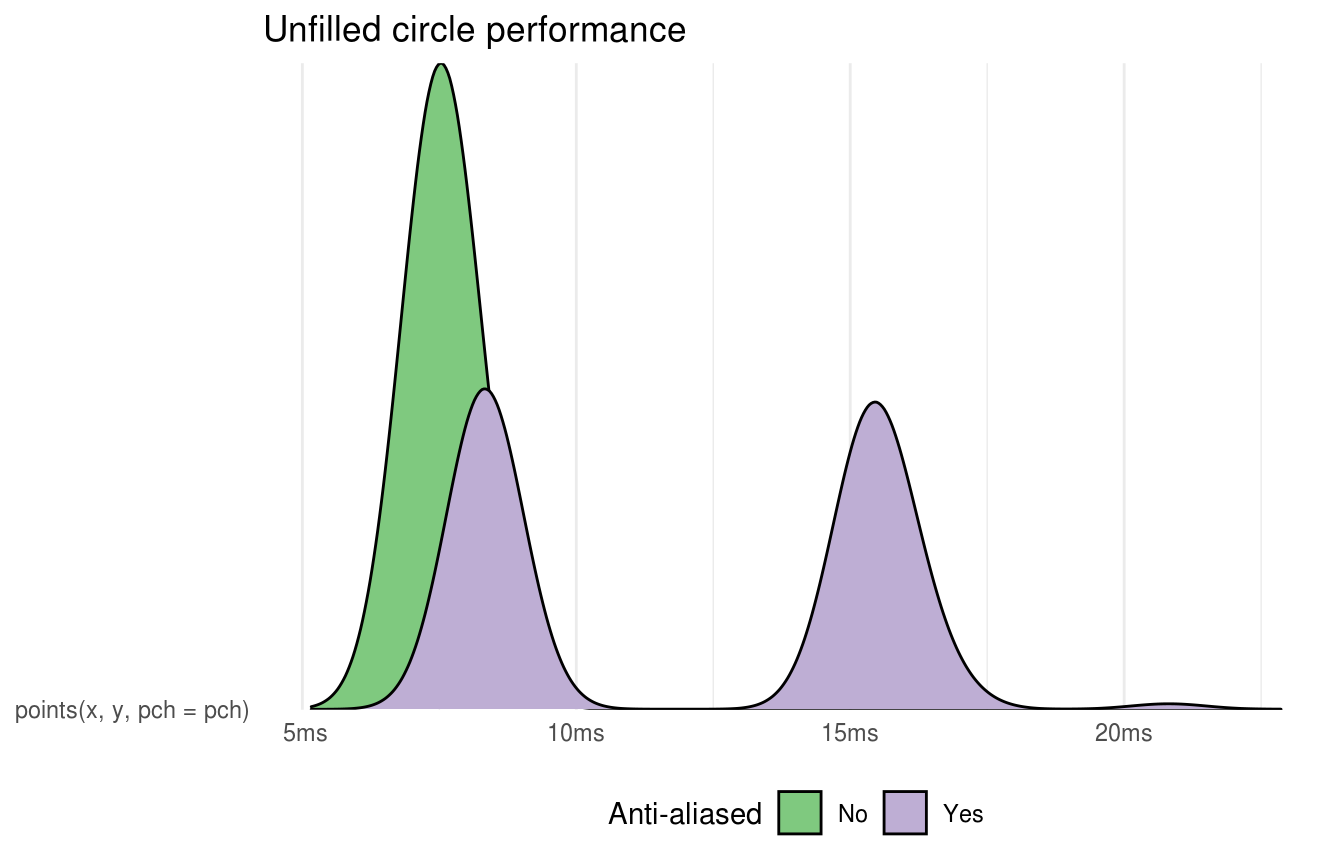 Unfilled circle performance
points(x, y, pch = pch)
5ms 10ms 15ms 20ms
Anti-aliased No Yes